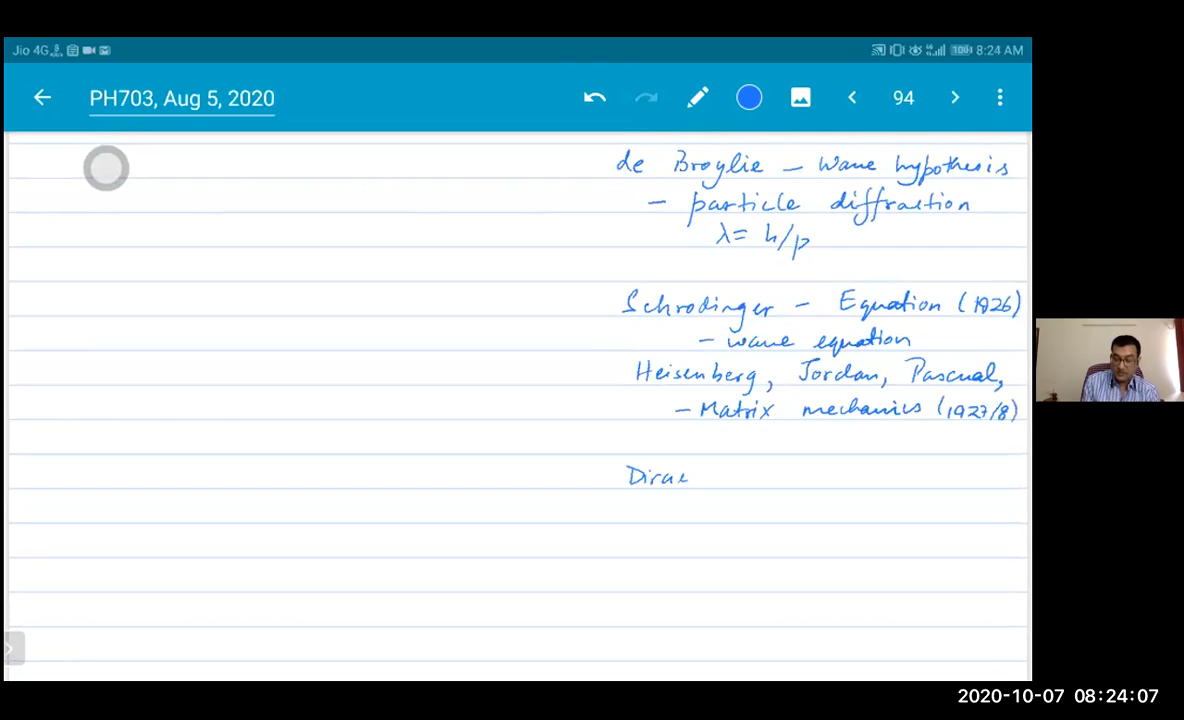 Jio 4G 8:24 AM
PH703, Aug 5, 2020 94
de Broglie – Wave hypothesis
– particle diffraction
λ= h/p
Schrodinger – Equation (1926)
– wave equation
Heisenberg, Jordan, Pascual,
– Matrix mechanics (1927/8)
Dirac
2020-10-07 08:24:07